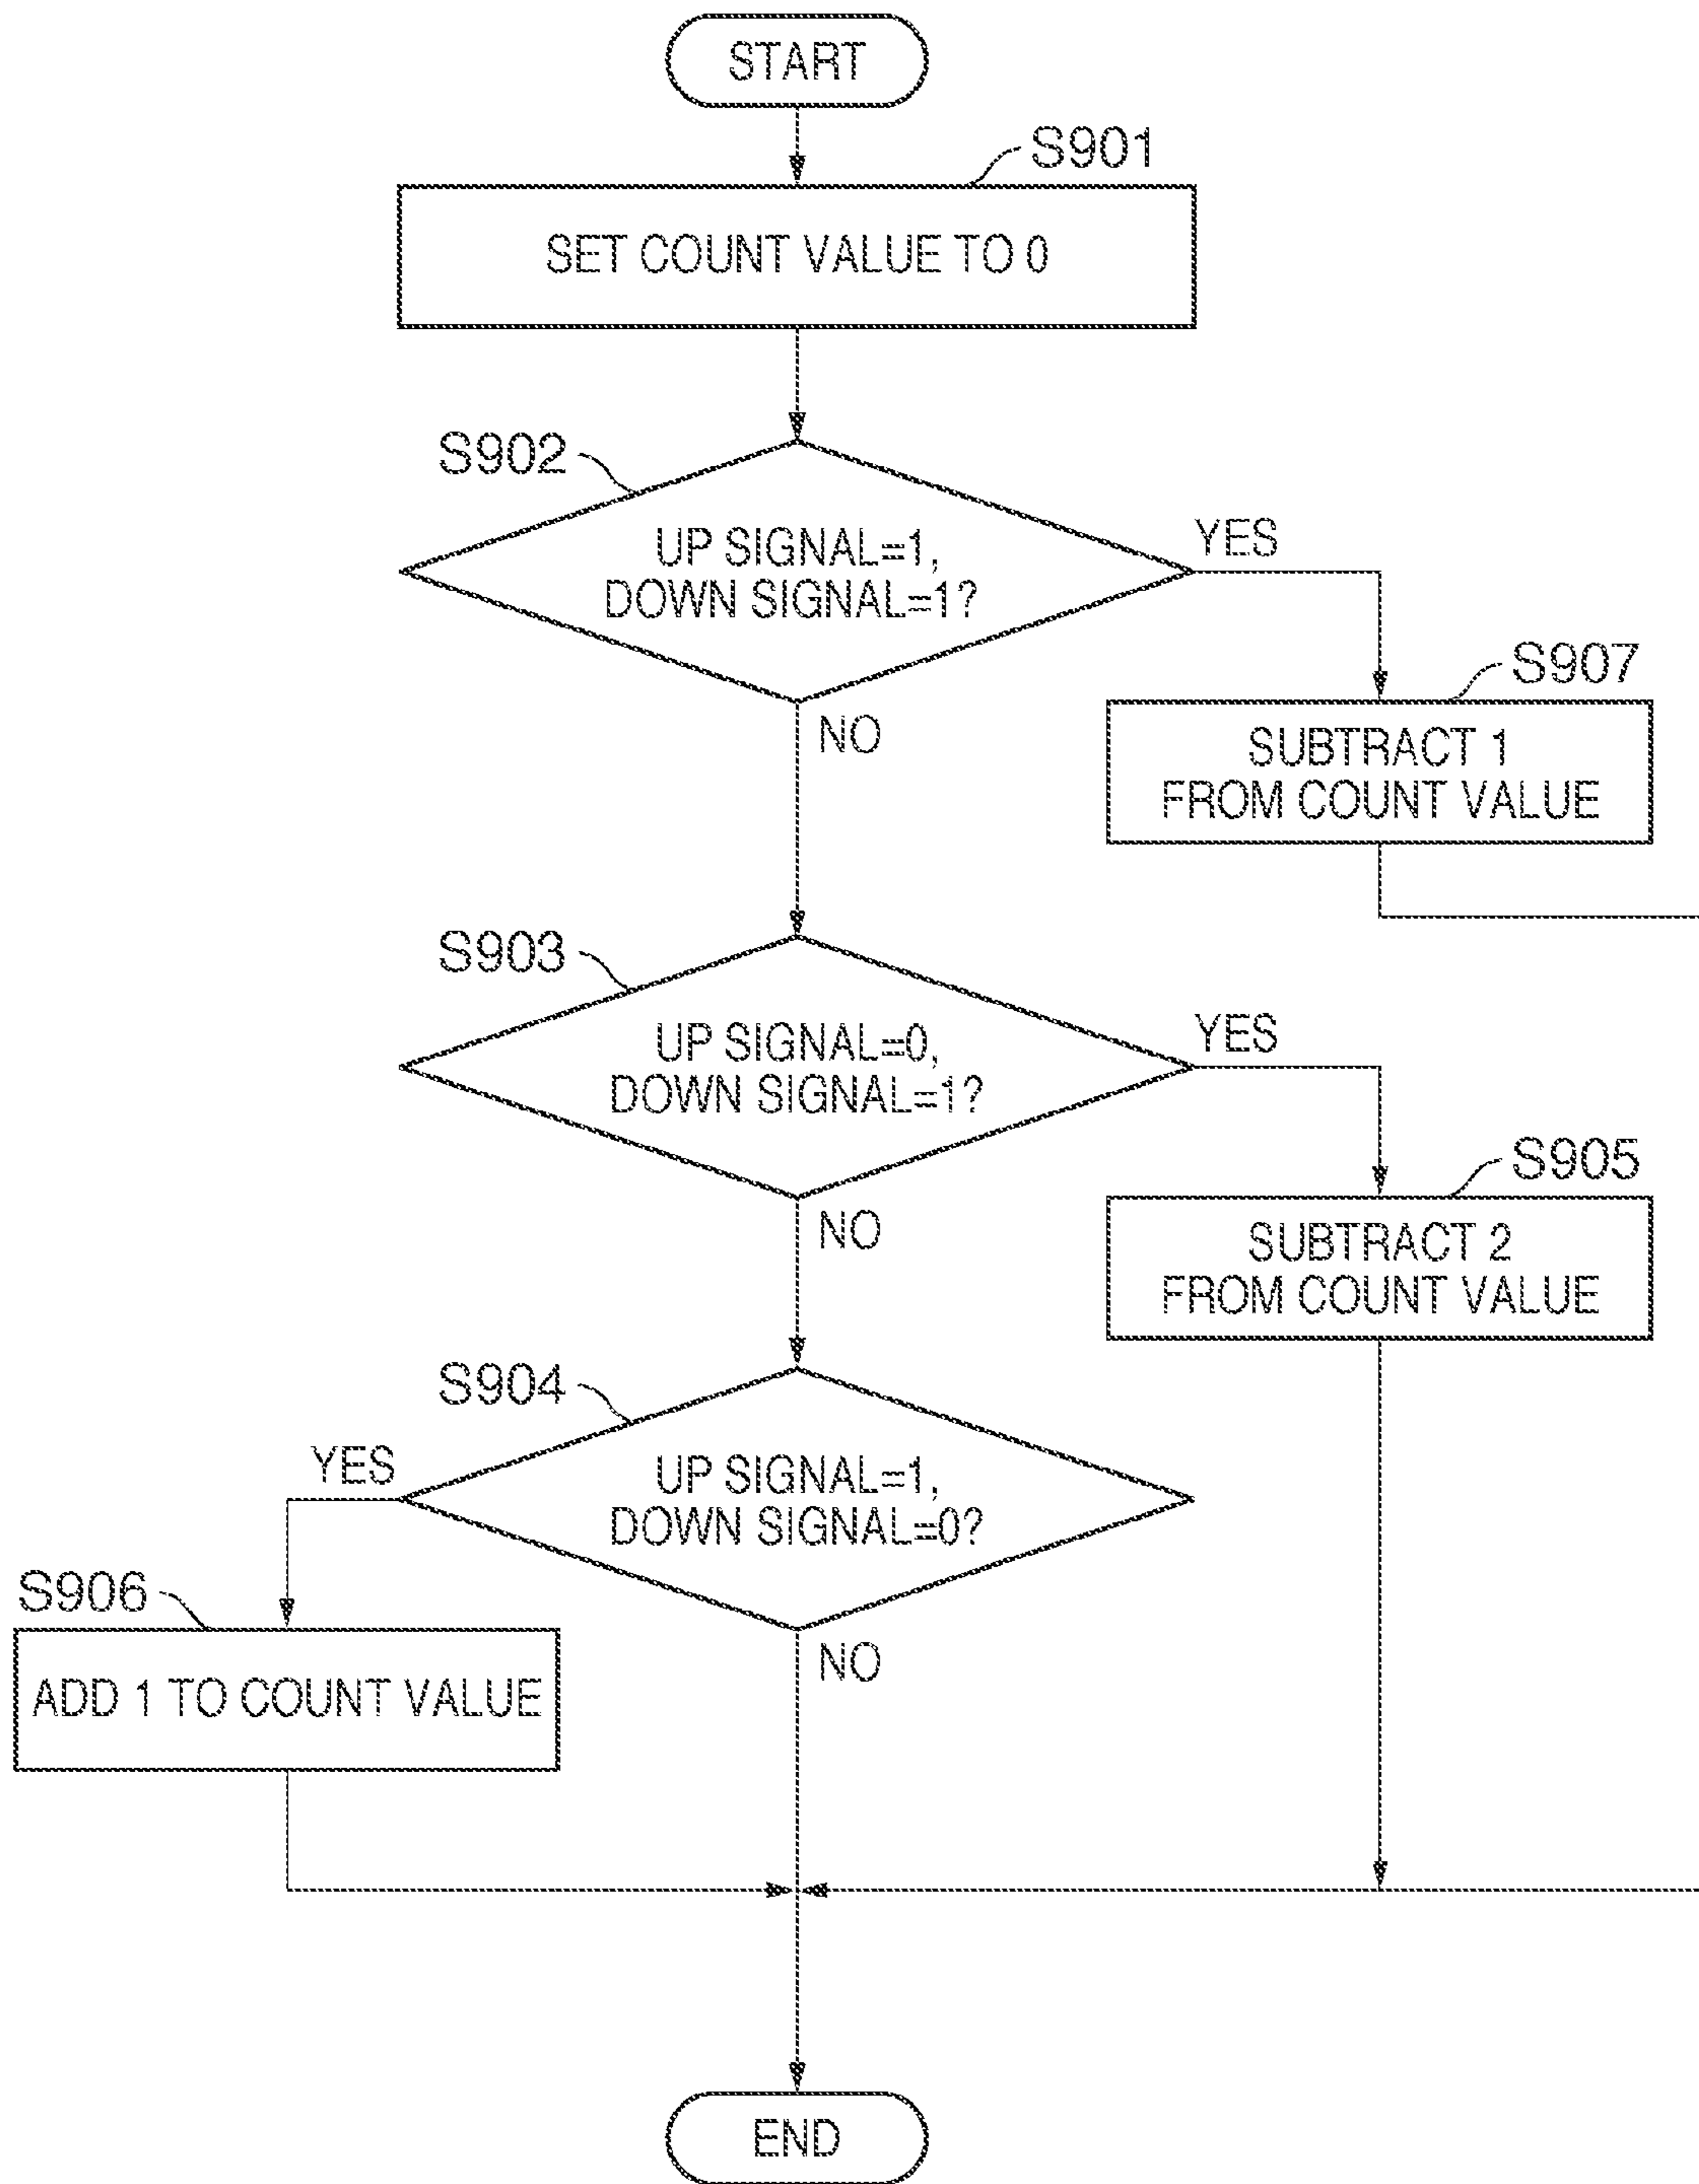 START
S901
SET COUNT VALUE TO 0
S902
UP SIGNAL=1,
DOWN SIGNAL=1?
YES
NO
S907
SUBTRACT 1
FROM COUNT VALUE
S903
UP SIGNAL=0,
DOWN SIGNAL=1?
YES
NO
S905
SUBTRACT 2
FROM COUNT VALUE
S904
UP SIGNAL=1,
DOWN SIGNAL=0?
YES
NO
S906
ADD 1 TO COUNT VALUE
END